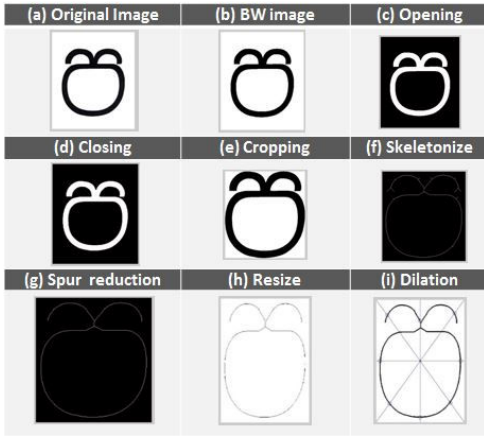 (a) Original Image
(b) BW image
(c) Opening
(d) Closing
(e) Cropping
(f) Skeletonize
(g) Spur reduction
(h) Resize
(i) Dilation